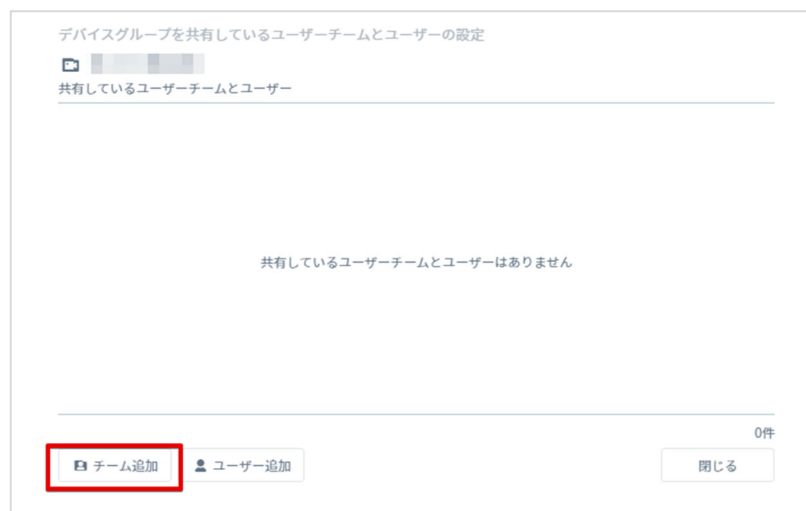 デバイスグループを共有しているユーザーチームとユーザーの設定
共有しているユーザーチームとユーザー
共有しているユーザーチームとユーザーはありません
0件
チーム追加
ユーザー追加
閉じる